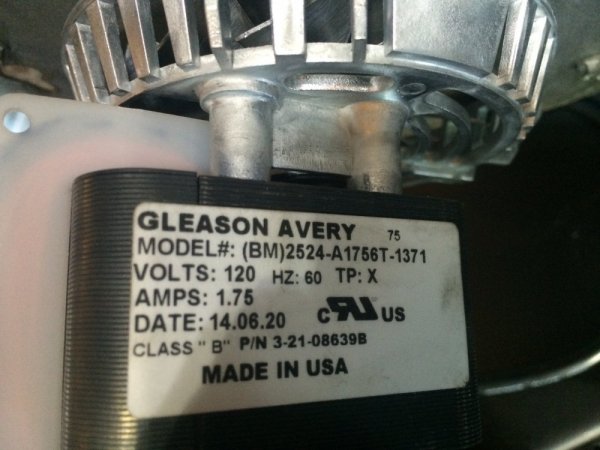 GLEASON AVERY 75
MODEL#: (BM)2524-A1756T-1371
VOLTS: 120 HZ: 60 TP: X
AMPS: 1.75
DATE: 14.06.20 C RU US
CLASS " B" P/N 3-21-08639B
MADE IN USA